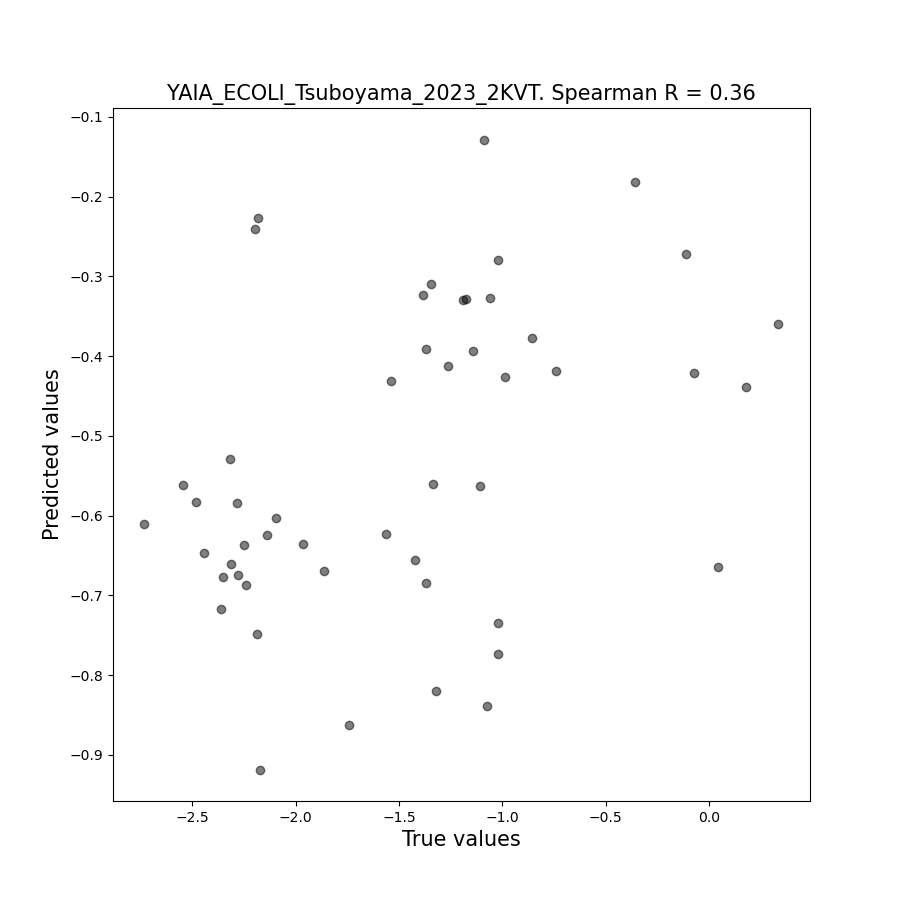 YAIA_ECOLI_Tsuboyama_2023_2KVT. Spearman R = 0.36
−0.1
−0.2
−0.3
−0.4
−0.5
−0.6
−0.7
−0.8
−0.9
Predicted values
−2.5 −2.0 −1.5 −1.0 −0.5 0.0
True values